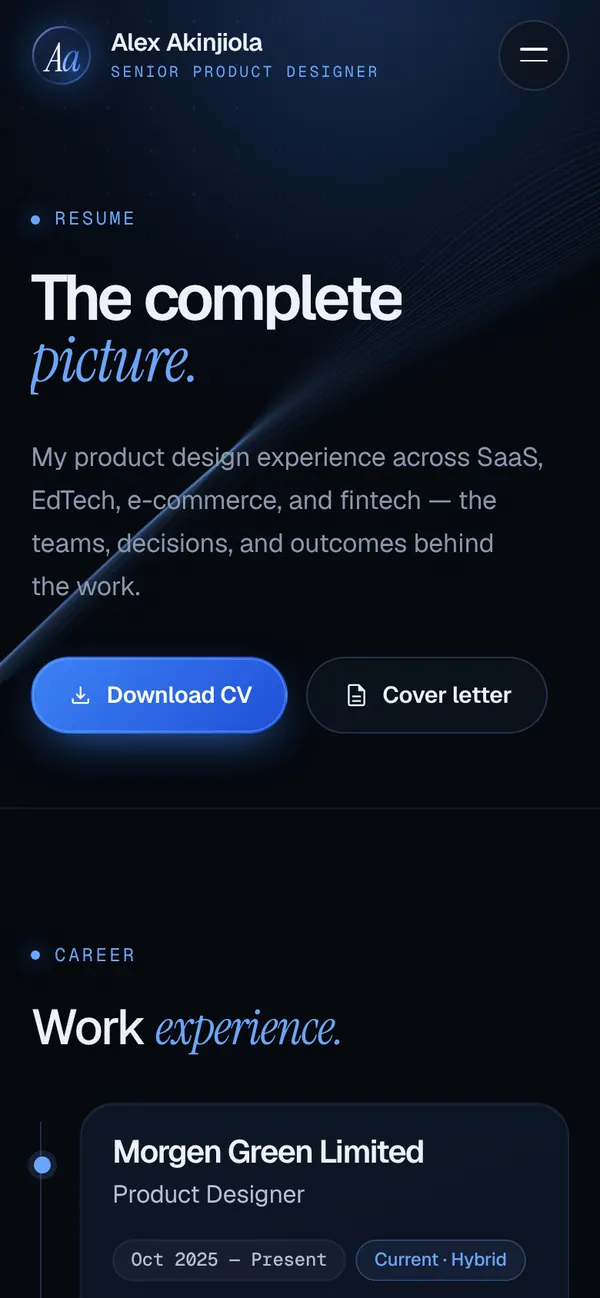 Aa
Alex Akinjiola
SENIOR PRODUCT DESIGNER
RESUME
The complete
picture.
My product design experience across SaaS,
EdTech, e-commerce, and fintech — the
teams, decisions, and outcomes behind
the work.
Download CV
Cover letter
CAREER
Work experience.
Morgen Green Limited
Product Designer
Oct 2025 — Present
Current · Hybrid